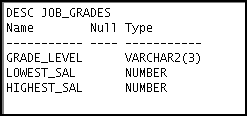 DESC JOB_GRADES
Name        Null Type
----------- ---- ------------
GRADE_LEVEL      VARCHAR2(3)
LOWEST_SAL       NUMBER
HIGHEST_SAL      NUMBER